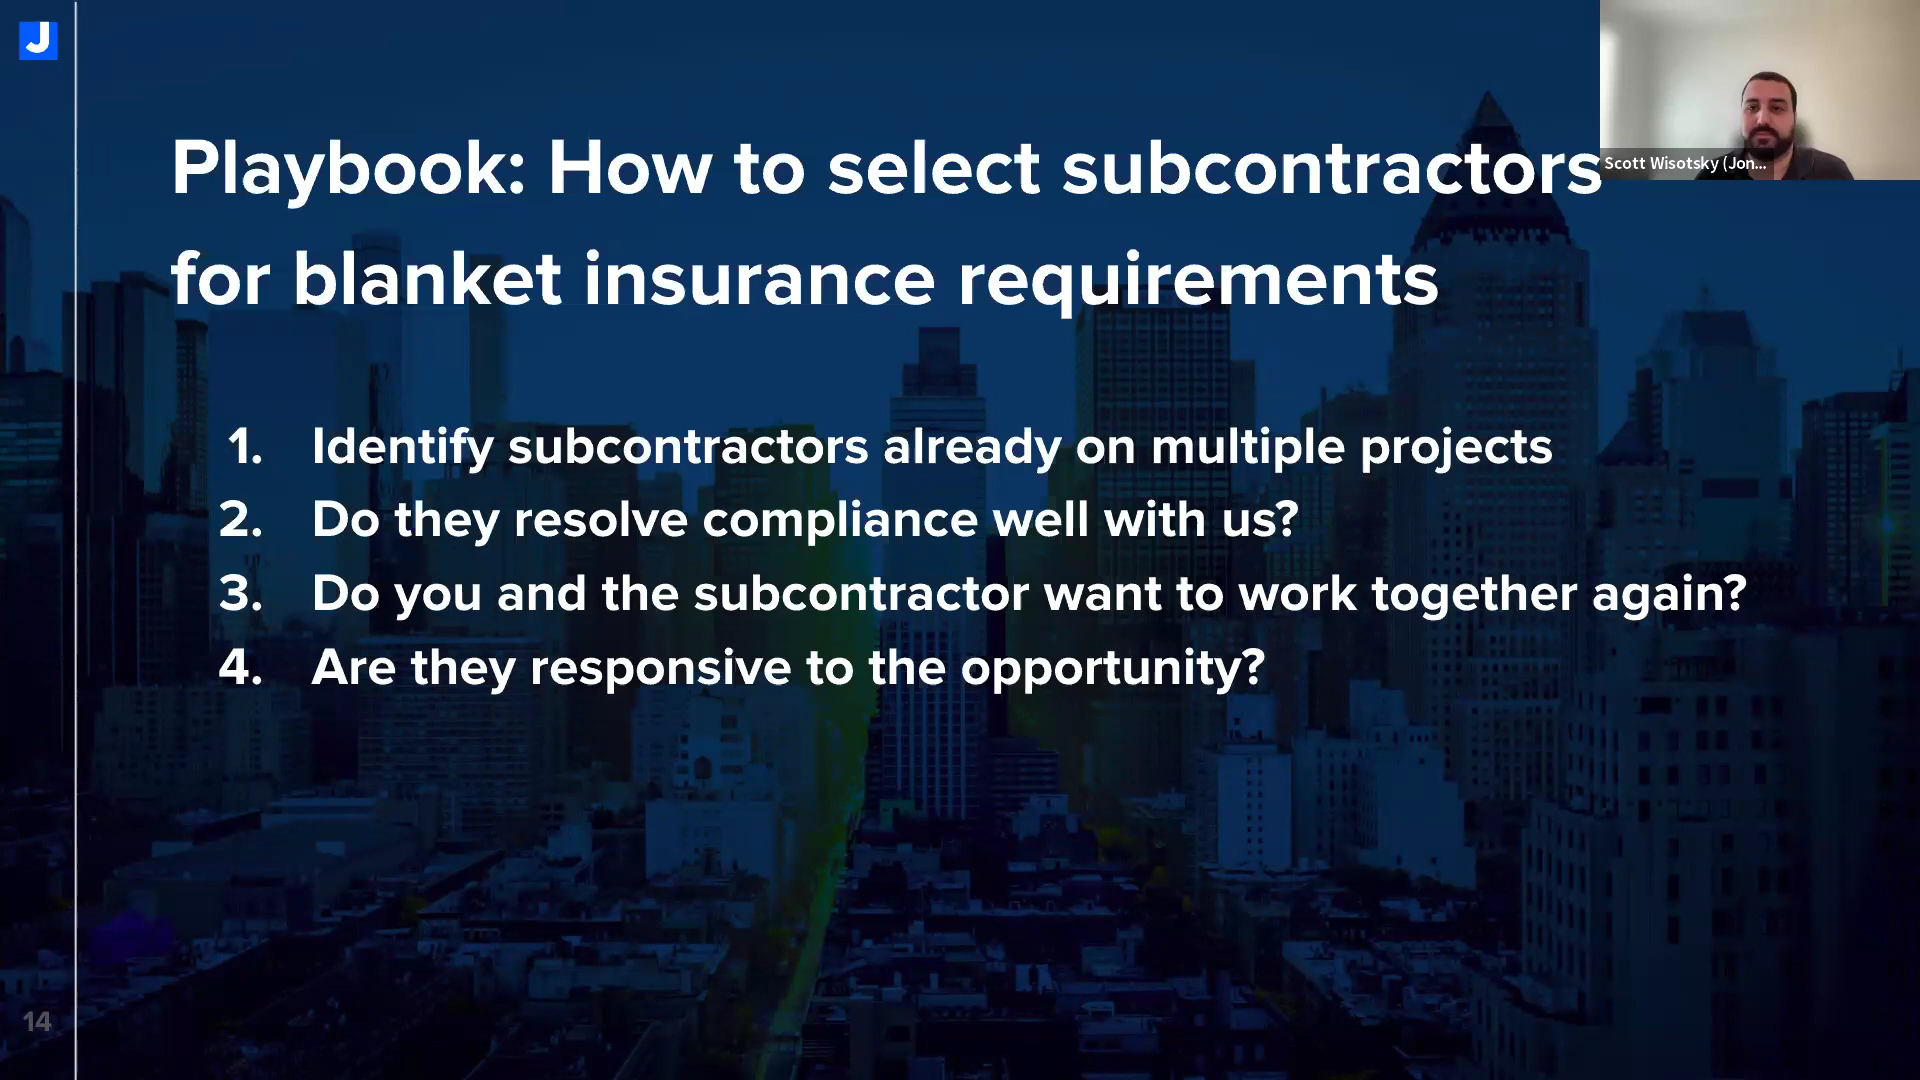 J
Playbook: How to select subcontractors
for blanket insurance requirements
Scott Wisotsky (Jon...
1. Identify subcontractors already on multiple projects
2. Do they resolve compliance well with us?
3. Do you and the subcontractor want to work together again?
4. Are they responsive to the opportunity?
14